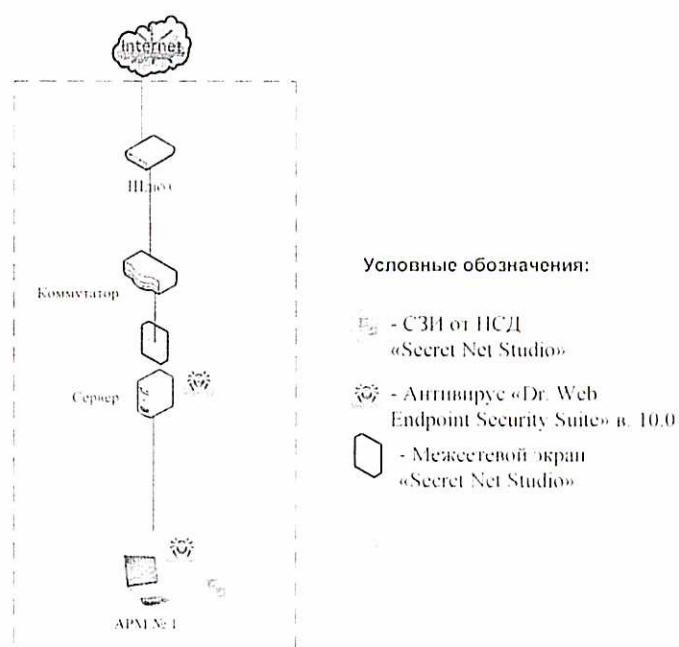 Internet
Шлюз
Коммутатор
Сервер
АРМ № 1
Условные обозначения:
- СЗИ от НСД
«Secret Net Studio»
- Антивирус «Dr. Web
Endpoint Security Suite» в. 10.0
- Межсетевой экран
«Secret Net Studio»